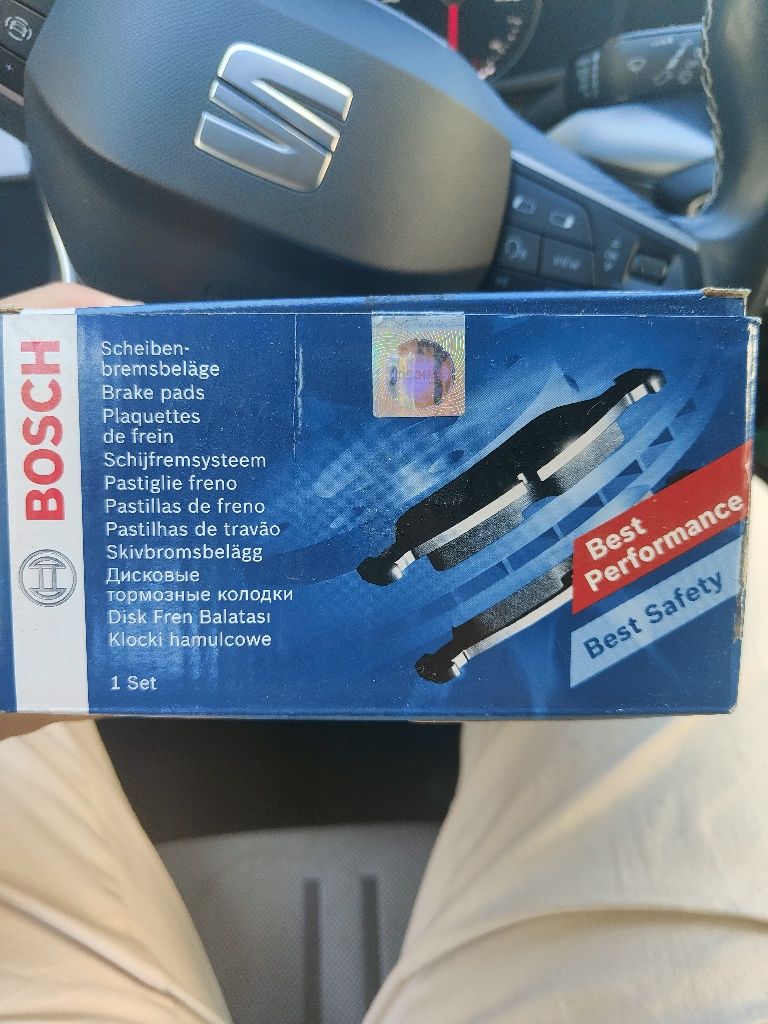 VIEW
BOSCH
Scheiben-
bremsbeläge
Brake pads
Plaquettes
de frein
Schijfremsysteem
Pastiglie freno
Pastillas de freno
Pastilhas de travão
Skivbromsbelägg
Дисковые
тормозные колодки
Disk Fren Balatası
Klocki hamulcowe
1 Set
Best
Performance
Best Safety